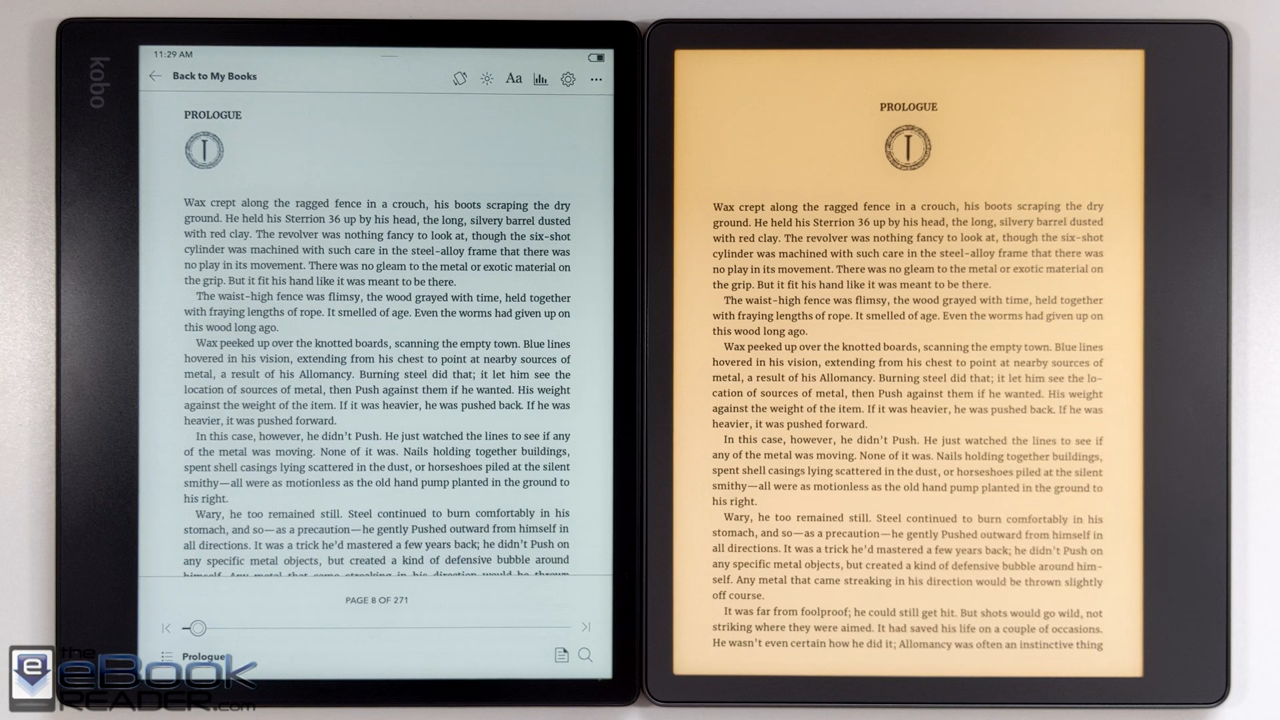 kobo
11:29 AM
Back to My Books
Aa
PROLOGUE
Wax crept along the ragged fence in a crouch, his boots scraping the dry
ground. He held his Sterrion 36 up by his head, the long, silvery barrel dusted
with red clay. The revolver was nothing fancy to look at, though the six-shot
cylinder was machined with such care in the steel-alloy frame that there was
no play in its movement. There was no gleam to the metal or exotic material on
the grip. But it fit his hand like it was meant to be there.
The waist-high fence was flimsy, the wood grayed with time, held together
with fraying lengths of rope. It smelled of age. Even the worms had given up on
this wood long ago.
Wax peeked up over the knotted boards, scanning the empty town. Blue lines
hovered in his vision, extending from his chest to point at nearby sources of
metal, a result of his Allomancy. Burning steel did that; it let him see the
location of sources of metal, then Push against them if he wanted. His weight
against the weight of the item. If it was heavier, he was pushed back. If he was
heavier, it was pushed forward.
In this case, however, he didn't Push. He just watched the lines to see if any
of the metal was moving. None of it was. Nails holding together buildings,
spent shell casings lying scattered in the dust, or horseshoes piled at the silent
smithy—all were as motionless as the old hand pump planted in the ground to
his right.
Wary, he too remained still. Steel continued to burn comfortably in his
stomach, and so—as a precaution—he gently Pushed outward from himself in
all directions. It was a trick he'd mastered a few years back; he didn't Push on
any specific metal objects, but created a kind of defensive bubble around
himself. Any metal that came streaking in his direction would be thrown
PAGE 8 OF 271
Prologue
PROLOGUE
Wax crept along the ragged fence in a crouch, his boots scraping the dry
ground. He held his Sterrion 36 up by his head, the long, silvery barrel dusted
with red clay. The revolver was nothing fancy to look at, though the six-shot
cylinder was machined with such care in the steel-alloy frame that there was
no play in its movement. There was no gleam to the metal or exotic material on
the grip. But it fit his hand like it was meant to be there.
The waist-high fence was flimsy, the wood grayed with time, held together
with fraying lengths of rope. It smelled of age. Even the worms had given up on
this wood long ago.
Wax peeked up over the knotted boards, scanning the empty town. Blue lines
hovered in his vision, extending from his chest to point at nearby sources of
metal, a result of his Allomancy. Burning steel did that; it let him see the lo-
cation of sources of metal, then Push against them if he wanted. His weight
against the weight of the item. If it was heavier, he was pushed back. If he was
heavier, it was pushed forward.
In this case, however, he didn't Push. He just watched the lines to see if
any of the metal was moving. None of it was. Nails holding together buildings,
spent shell casings lying scattered in the dust, or horseshoes piled at the silent
smithy—all were as motionless as the old hand pump planted in the ground to
his right.
Wary, he too remained still. Steel continued to burn comfortably in his
stomach, and so—as a precaution—he gently Pushed outward from himself in
all directions. It was a trick he'd mastered a few years back; he didn't Push on
any specific metal objects, but created a kind of defensive bubble around him-
self. Any metal that came streaking in his direction would be thrown slightly
off course.
It was far from foolproof; he could still get hit. But shots would go wild, not
striking where they were aimed. It had saved his life on a couple of occasions.
He wasn't even certain how he did it; Allomancy was often an instinctive thing
the
eBook
READER.com